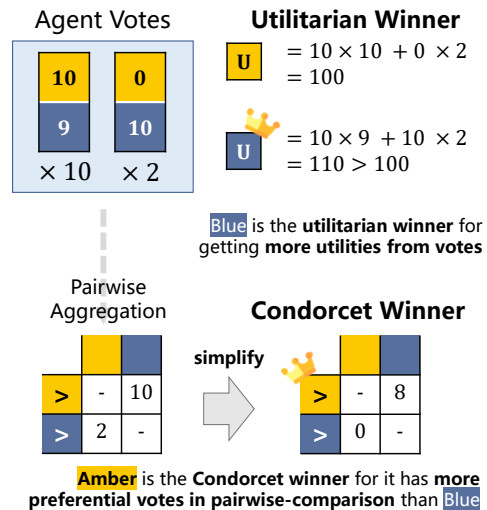 Agent Votes
10
0
9
10
× 10
× 2
Utilitarian Winner
U
= 10 × 10 + 0 × 2
= 100
U
= 10 × 9 + 10 × 2
= 110 > 100
Blue is the utilitarian winner for
getting more utilities from votes
Pairwise
Aggregation
> - 10
> 2 -
simplify
Condorcet Winner
> - 8
> 0 -
Amber is the Condorcet winner for it has more
preferential votes in pairwise-comparison than Blue